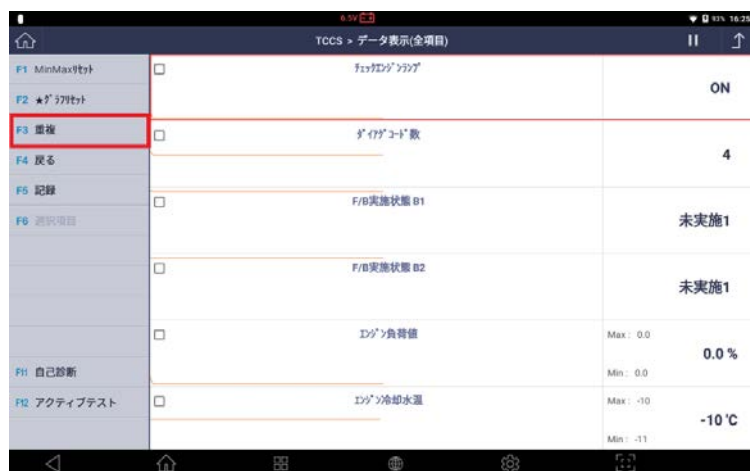 6.5V
93% 16:25
TCCS > データ表示(全項目)
F1 MinMaxﾘｾｯﾄ
F2 ★ｸﾞﾗﾌﾘｾｯﾄ
F3 重複
F4 戻る
F5 記録
F6 選択項目
F11 自己診断
F12 アクティブテスト
ﾁｪｯｸｴﾝｼﾞﾝﾗﾝﾌﾟ
ON
ﾀﾞｲｱｸﾞｺｰﾄﾞ数
4
F/B実施状態 B1
未実施1
F/B実施状態 B2
未実施1
ｴﾝｼﾞﾝ負荷値
Max : 0.0
0.0 %
Min : 0.0
ｴﾝｼﾞﾝ冷却水温
Max : -10
-10 ℃
Min : -11